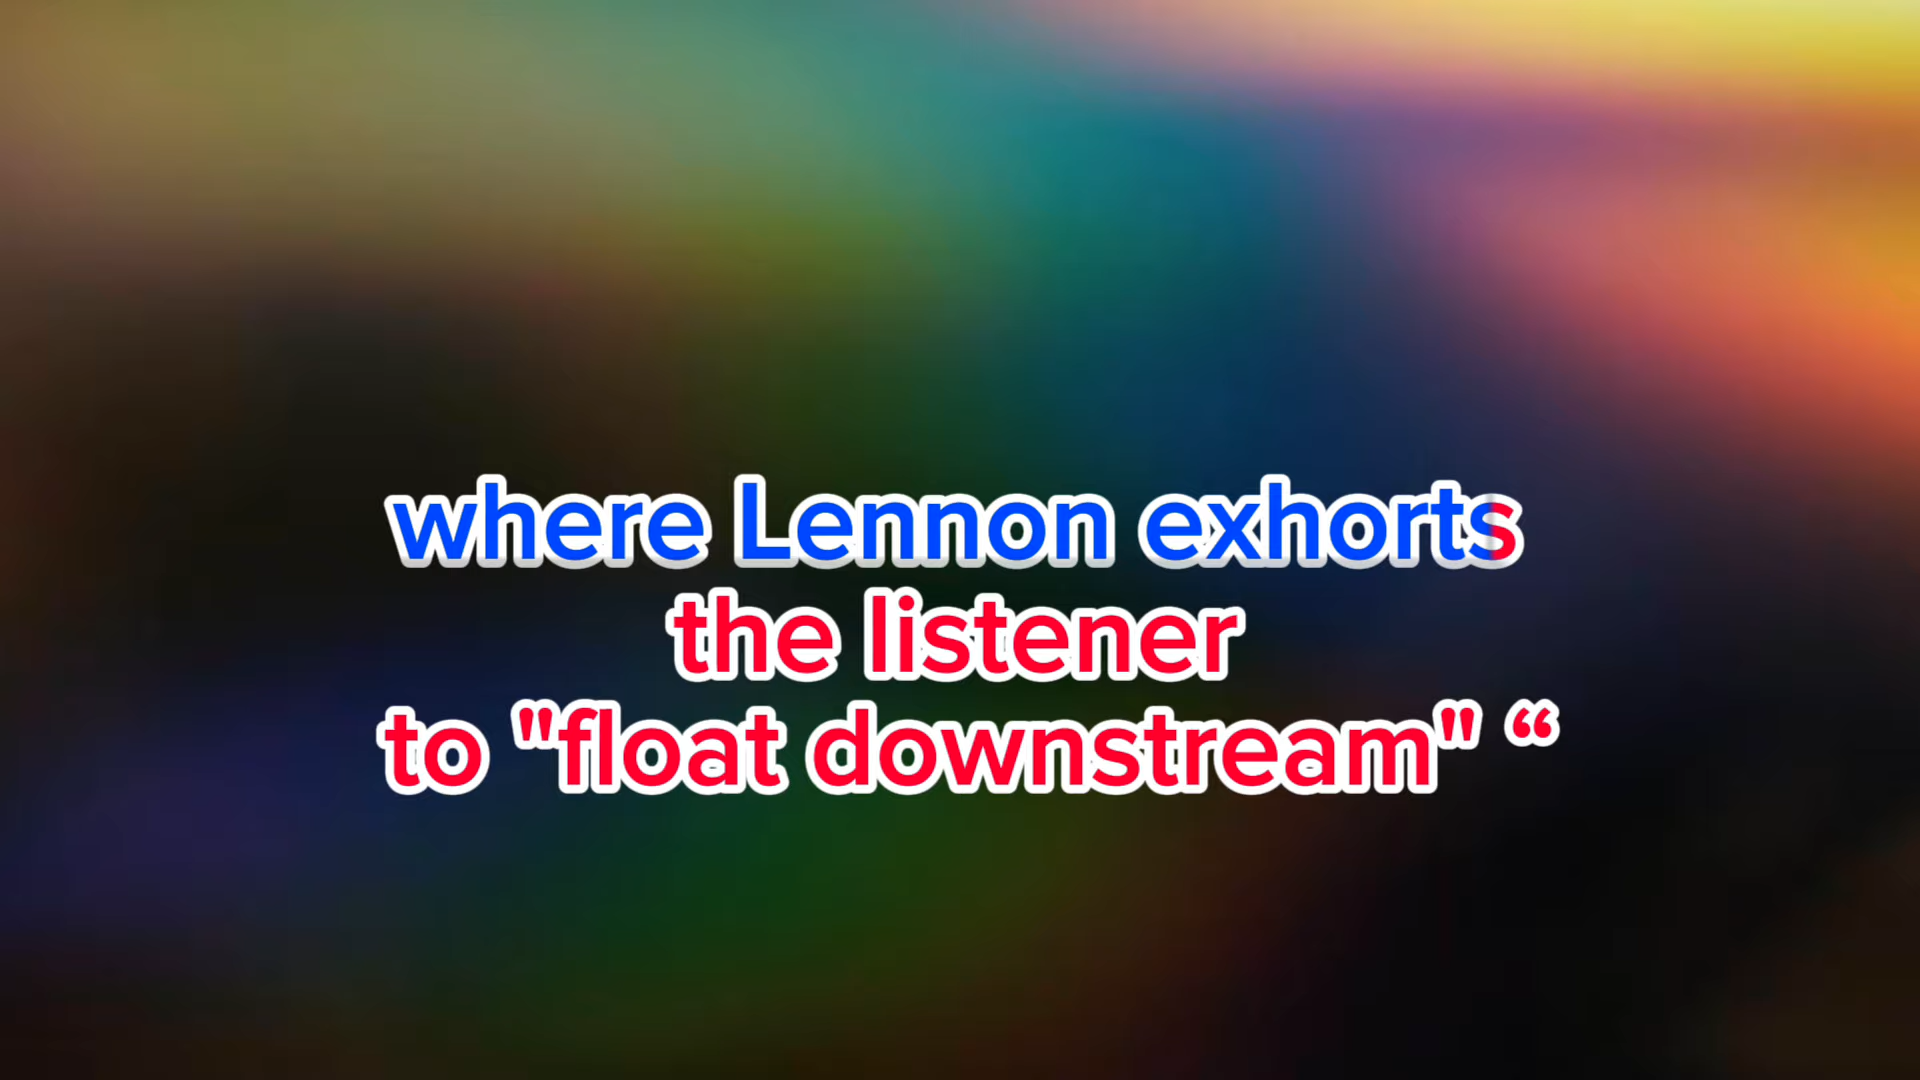 where Lennon exhorts
the listener
to "float downstream" “